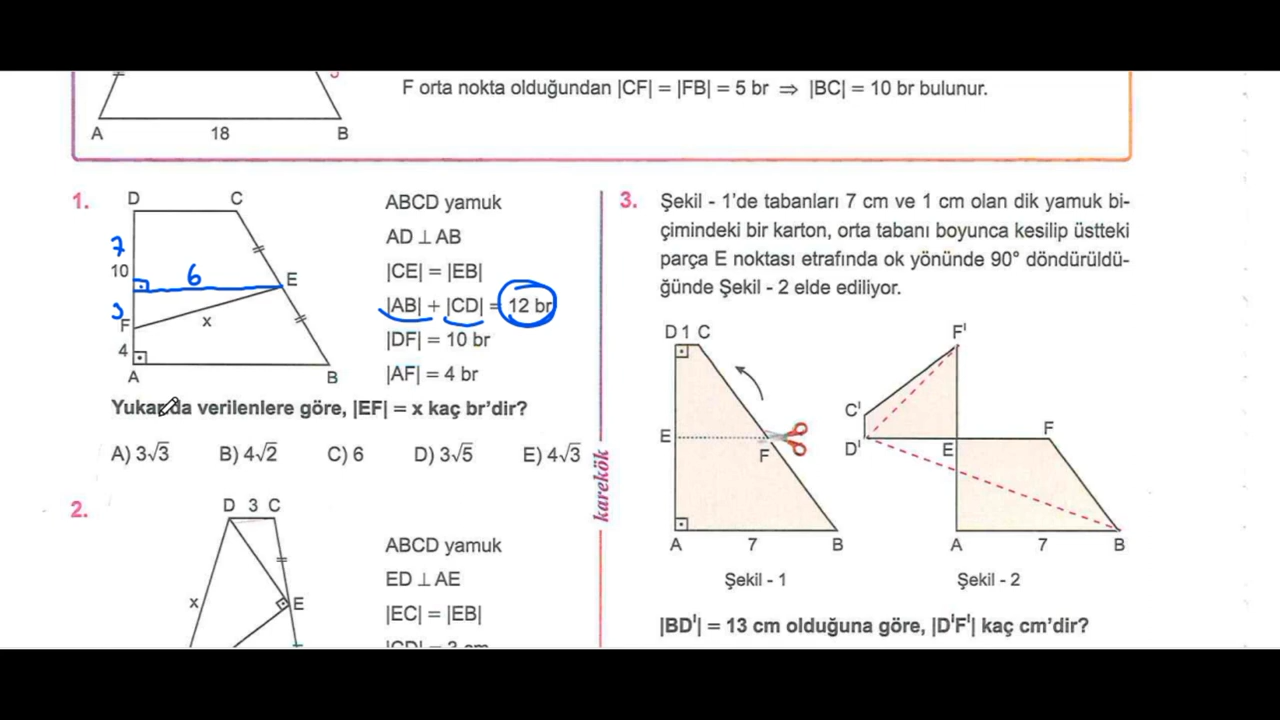 F orta nokta olduğundan |CF| = |FB| = 5 br ⇒ |BC| = 10 br bulunur.
A 18 B
1.
D C
7
10
6
E
F
x
4
A B
ABCD yamuk
AD ⊥ AB
|CE| = |EB|
|AB| + |CD| = 12 br
|DF| = 10 br
|AF| = 4 br
Yukarıda verilenlere göre, |EF| = x kaç br'dir?
A) 3√3 B) 4√2 C) 6 D) 3√5 E) 4√3
2.
D 3 C
x
E
ABCD yamuk
ED ⊥ AE
|EC| = |EB|
|CD| = 3 cm
karekök
3. Şekil - 1'de tabanları 7 cm ve 1 cm olan dik yamuk bi-
çimindeki bir karton, orta tabanı boyunca kesilip üstteki
parça E noktası etrafında ok yönünde 90° döndürüldü-
ğünde Şekil - 2 elde ediliyor.
D 1 C
E
F
A 7 B
Şekil - 1
F'
C'
D'
E
F
A 7 B
Şekil - 2
|BD'| = 13 cm olduğuna göre, |D'F'| kaç cm'dir?